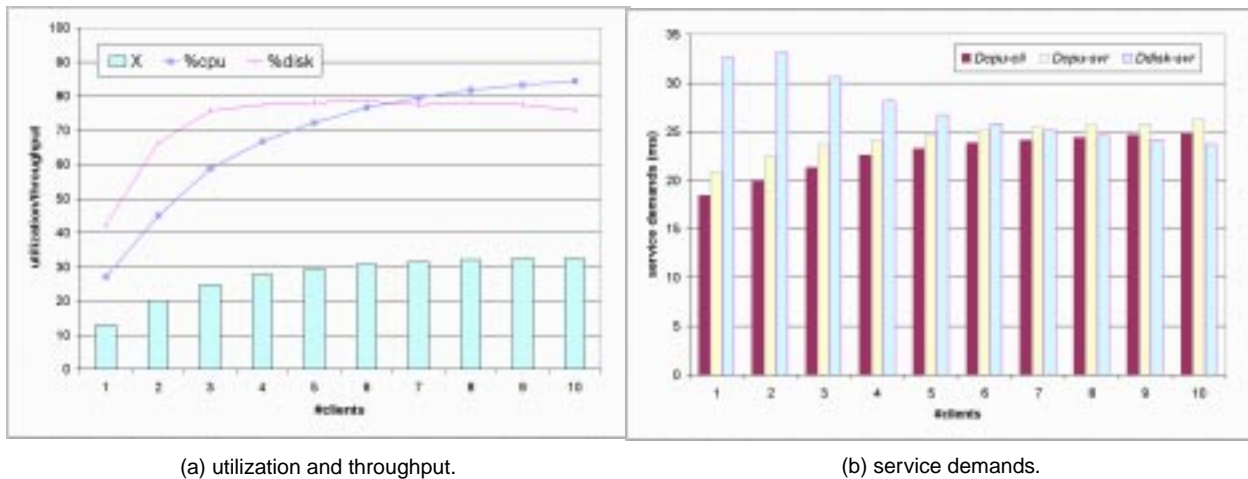 100
90
80
70
60
50
40
30
20
10
0
X %cpu %disk
utilization/throughput
1 2 3 4 5 6 7 8 9 10
#clients
(a) utilization and throughput.
35
30
25
20
15
10
5
0
Dcpu-all Dcpu-svr Ddisk-svr
service demands (ms)
1 2 3 4 5 6 7 8 9 10
#clients
(b) service demands.